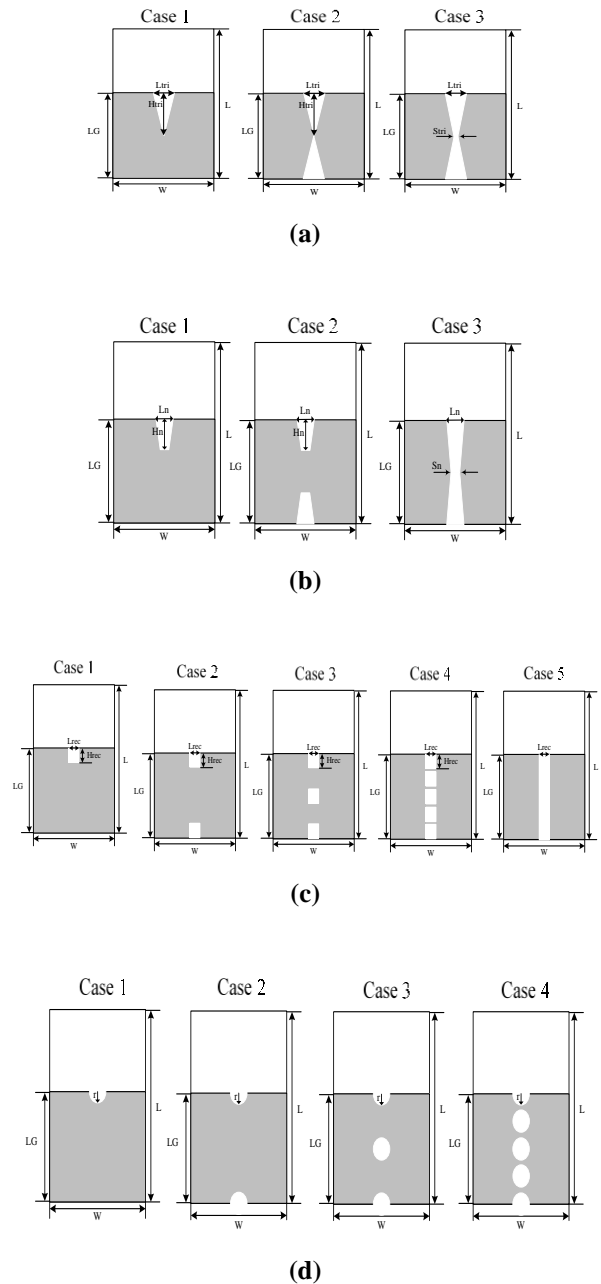 Case 1 Case 2 Case 3
Ltri Ltri Ltri
Htri Htri
L L L
LG LG LG
Stri
W W W
(a)
Case 1 Case 2 Case 3
Ln Ln Ln
Hn Hn
L L L
LG LG LG
Sn
W W W
(b)
Case 1 Case 2 Case 3 Case 4 Case 5
Lrec Lrec Lrec Lrec Lrec
Hrec Hrec Hrec Hrec
L L L L L
LG LG LG LG LG
W W W W W
(c)
Case 1 Case 2 Case 3 Case 4
r r r r
L L L L
LG LG LG LG
W W W W
(d)